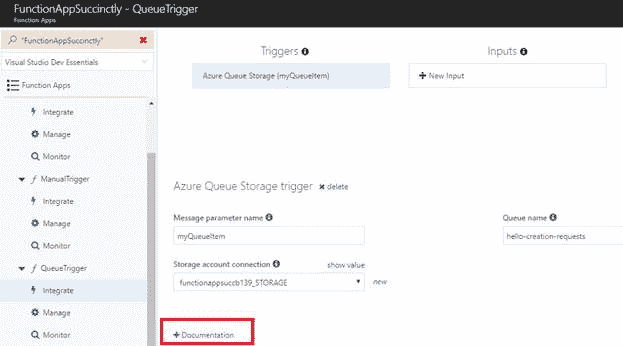 FunctionAppSuccinctly - QueueTrigger
Function Apps
"FunctionAppSuccinctly"
Visual Studio Dev Essentials
Function Apps
Integrate
Manage
Monitor
ManualTrigger
Integrate
Manage
Monitor
QueueTrigger
Integrate
Manage
Monitor
Triggers
Azure Queue Storage (myQueueItem)
Inputs
New Input
Azure Queue Storage trigger delete
Message parameter name
myQueueItem
Queue name
hello-creation-requests
Storage account connection show value
functionappsuccb139_STORAGE new
Documentation